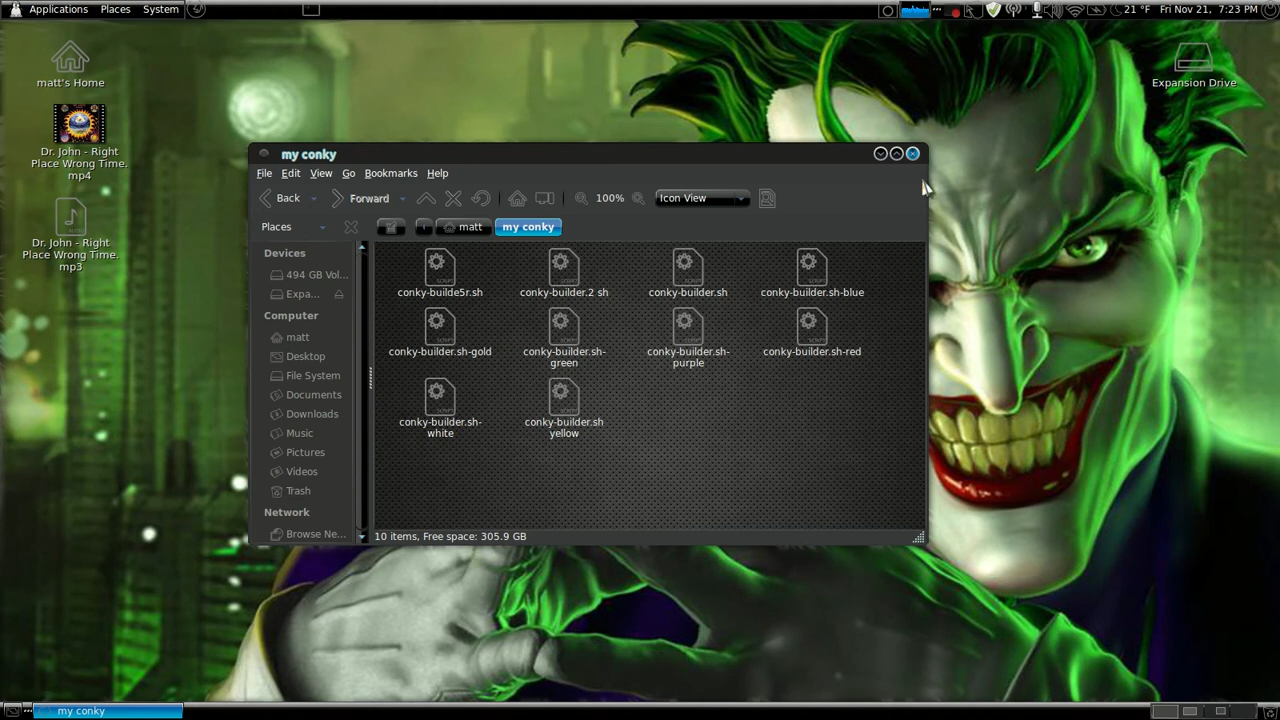 Applications Places System
21 °F Fri Nov 21, 7:23 PM
matt's Home
Dr. John - Right
Place Wrong Time.
mp4
Dr. John - Right
Place Wrong Time.
mp3
Expansion Drive
my conky
File Edit View Go Bookmarks Help
Back Forward 100% Icon View
Places matt my conky
Devices
494 GB Vol...
Expa...
Computer
matt
Desktop
File System
Documents
Downloads
Music
Pictures
Videos
Trash
Network
Browse Ne...
conky-builde5r.sh
conky-builder.2 sh
conky-builder.sh
conky-builder.sh-blue
conky-builder.sh-gold
conky-builder.sh-
green
conky-builder.sh-
purple
conky-builder.sh-red
conky-builder.sh-
white
conky-builder.sh
yellow
10 items, Free space: 305.9 GB
my conky